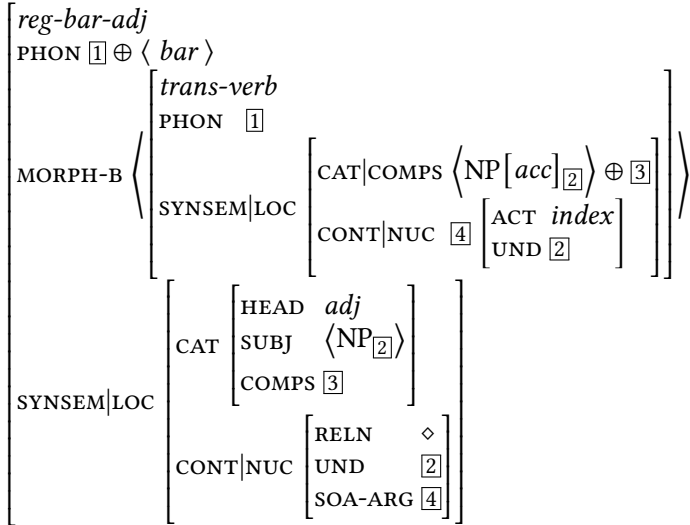 reg-bar-adj
PHON 1 ⊕ ⟨ bar ⟩
trans-verb
PHON 1
MORPH-B
SYNSEM|LOC
CAT|COMPS ⟨NP[acc]2⟩ ⊕ 3
CONT|NUC 4
ACT index
UND 2
SYNSEM|LOC
CAT
HEAD adj
SUBJ ⟨NP2⟩
COMPS 3
CONT|NUC
RELN ⋄
UND 2
SOA-ARG 4